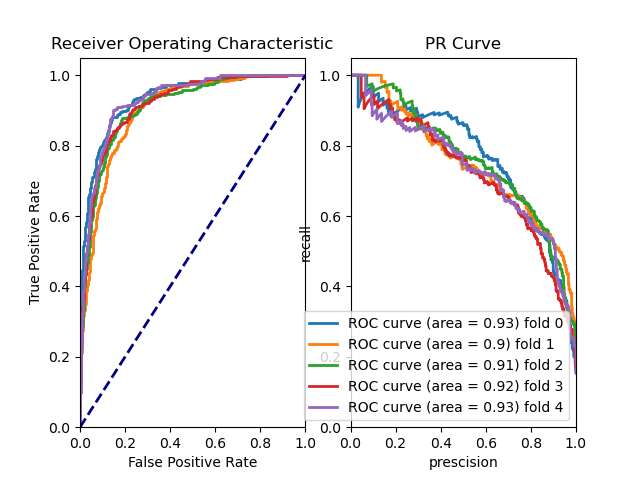 Receiver Operating Characteristic
PR Curve
True Positive Rate
1.0
0.8
0.6
0.4
0.2
0.0
0.0 0.2 0.4 0.6 0.8 1.0
False Positive Rate
recall
1.0
0.8
0.6
0.4
0.2
0.0
0.0 0.2 0.4 0.6 0.8 1.0
prescision
ROC curve (area = 0.93) fold 0
ROC curve (area = 0.9) fold 1
ROC curve (area = 0.91) fold 2
ROC curve (area = 0.92) fold 3
ROC curve (area = 0.93) fold 4